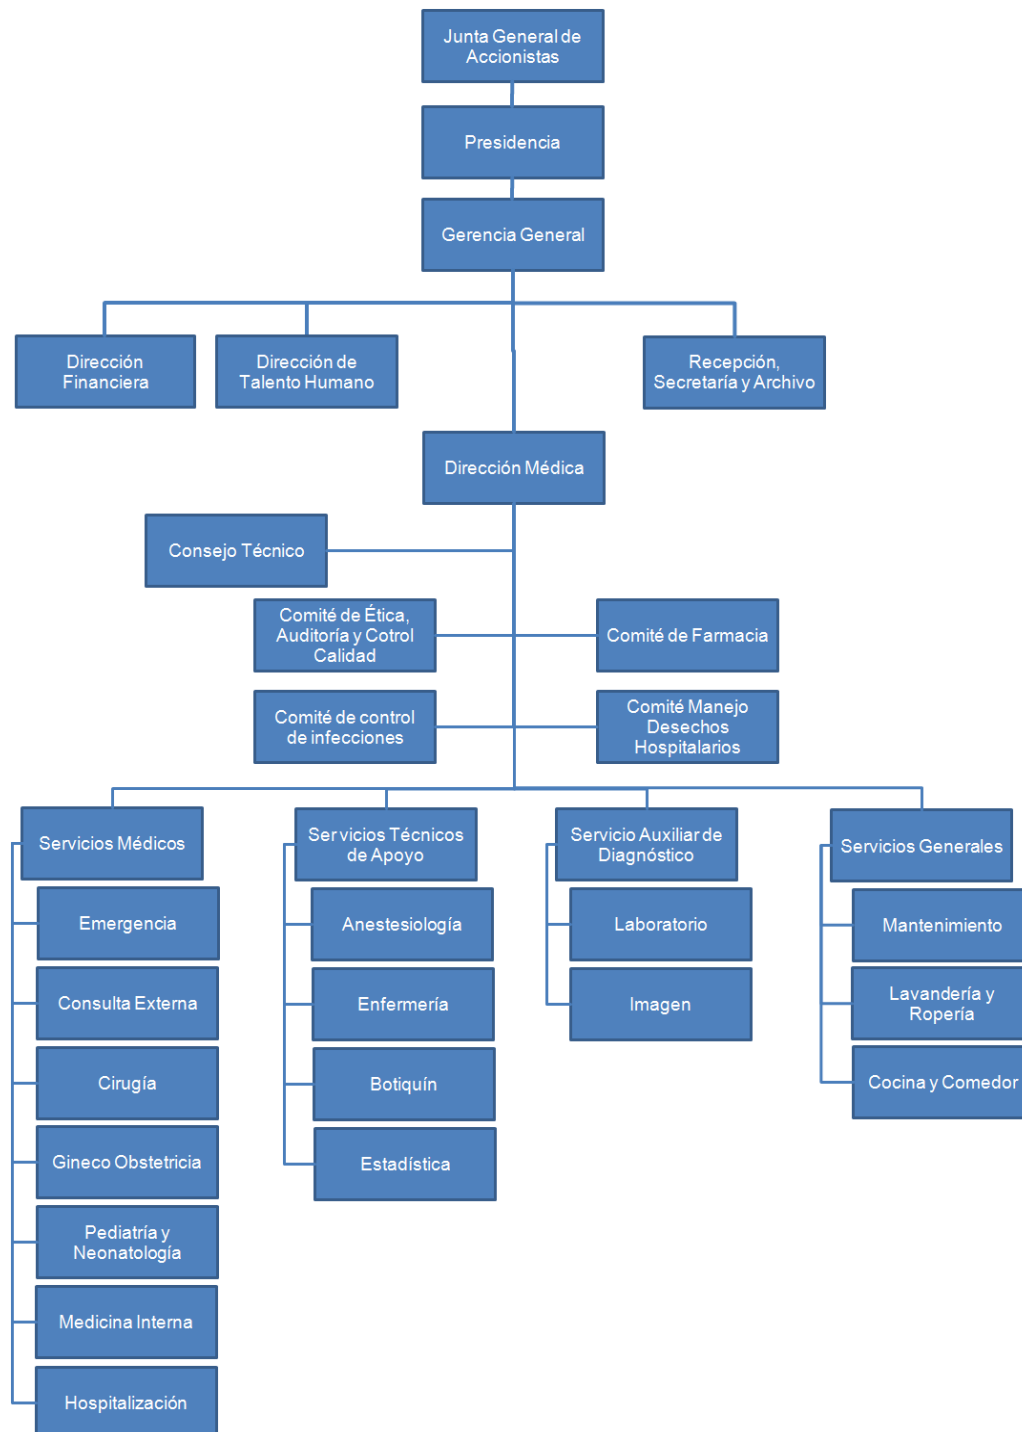 Junta General de
Accionistas
Presidencia
Gerencia General
Dirección
Financiera
Dirección de
Talento Humano
Recepción,
Secretaría y Archivo
Dirección Médica
Consejo Técnico
Comité de Ética,
Auditoría y Cotrol
Calidad
Comité de Farmacia
Comité de control
de infecciones
Comité Manejo
Desechos
Hospitalarios
Servicios Médicos
Servicios Técnicos
de Apoyo
Servicio Auxiliar de
Diagnóstico
Servicios Generales
Emergencia
Consulta Externa
Cirugía
Gineco Obstetricia
Pediatría y
Neonatología
Medicina Interna
Hospitalización
Anestesiología
Enfermería
Botiquín
Estadística
Laboratorio
Imagen
Mantenimiento
Lavandería y
Ropería
Cocina y Comedor